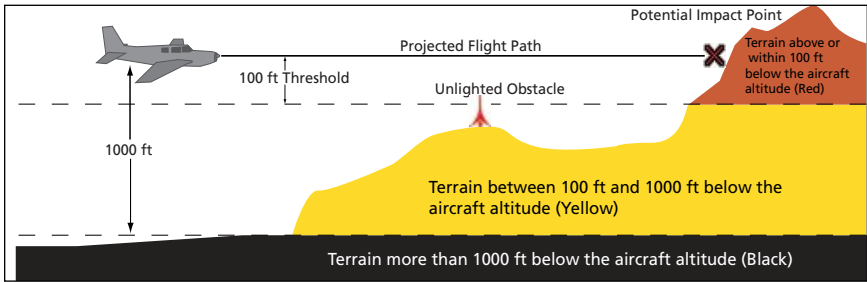 Potential Impact Point
Projected Flight Path
Terrain above or
within 100 ft
below the aircraft
altitude (Red)
100 ft Threshold
Unlighted Obstacle
1000 ft
Terrain between 100 ft and 1000 ft below the
aircraft altitude (Yellow)
Terrain more than 1000 ft below the aircraft altitude (Black)